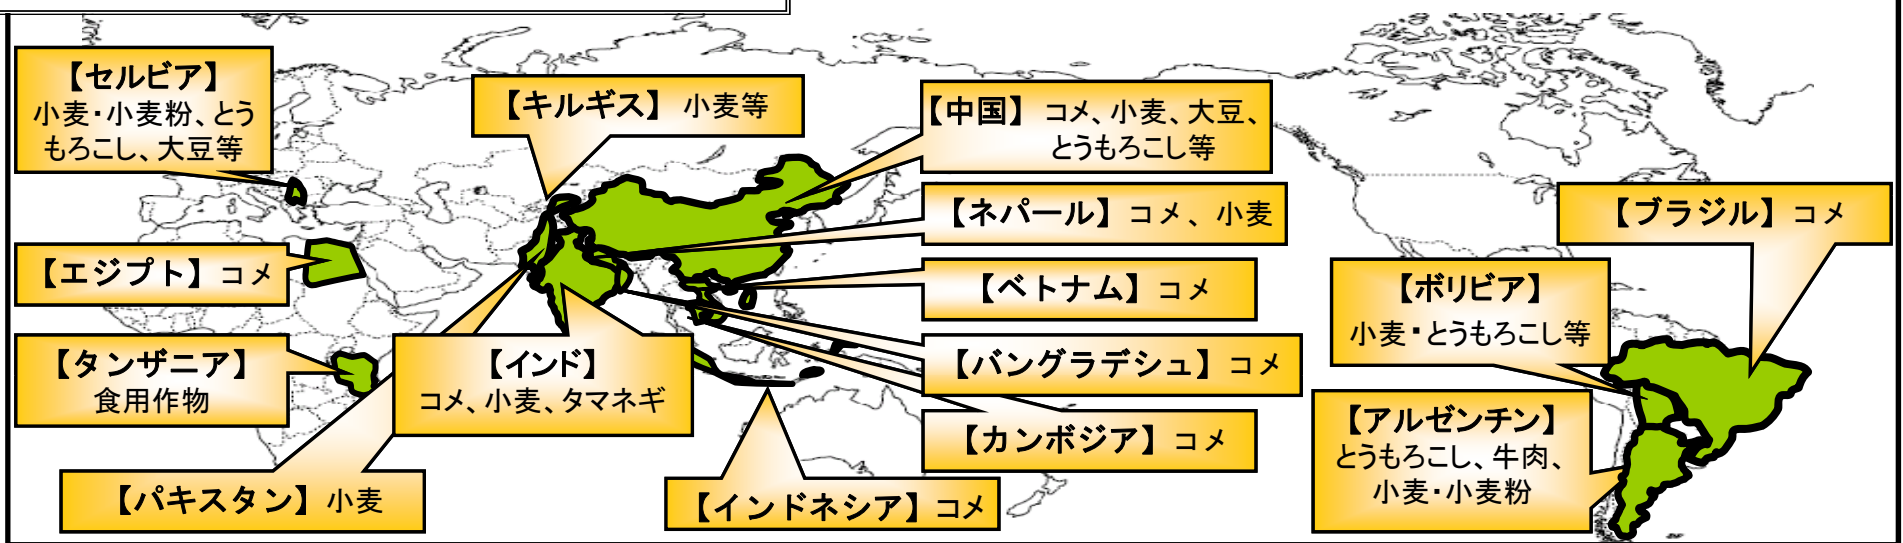 【セルビア】
小麦・小麦粉、とう
もろこし、大豆等
【キルギス】 小麦等
【中国】 コメ、小麦、大豆、
とうもろこし等
【ネパール】 コメ、小麦
【ブラジル】 コメ
【エジプト】 コメ
【ベトナム】 コメ
【ボリビア】
小麦・とうもろこし等
【タンザニア】
食用作物
【インド】
コメ、小麦、タマネギ
【バングラデシュ】 コメ
【カンボジア】 コメ
【アルゼンチン】
とうもろこし、牛肉、
小麦・小麦粉
【パキスタン】 小麦
【インドネシア】 コメ